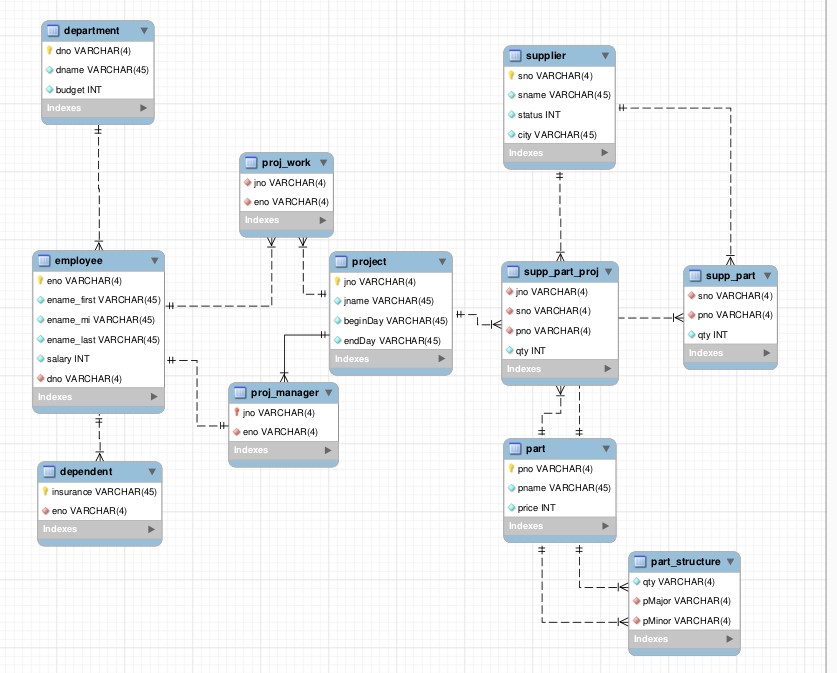 department
dno VARCHAR(4)
dname VARCHAR(45)
budget INT
Indexes
supplier
sno VARCHAR(4)
sname VARCHAR(45)
status INT
city VARCHAR(45)
Indexes
proj_work
jno VARCHAR(4)
eno VARCHAR(4)
Indexes
employee
eno VARCHAR(4)
ename_first VARCHAR(45)
ename_mi VARCHAR(45)
ename_last VARCHAR(45)
salary INT
dno VARCHAR(4)
Indexes
project
jno VARCHAR(4)
jname VARCHAR(45)
beginDay VARCHAR(45)
endDay VARCHAR(45)
Indexes
supp_part_proj
jno VARCHAR(4)
sno VARCHAR(4)
pno VARCHAR(4)
qty INT
Indexes
supp_part
sno VARCHAR(4)
pno VARCHAR(4)
qty INT
Indexes
proj_manager
jno VARCHAR(4)
eno VARCHAR(4)
Indexes
dependent
insurance VARCHAR(45)
eno VARCHAR(4)
Indexes
part
pno VARCHAR(4)
pname VARCHAR(45)
price INT
Indexes
part_structure
qty VARCHAR(4)
pMajor VARCHAR(4)
pMinor VARCHAR(4)
Indexes